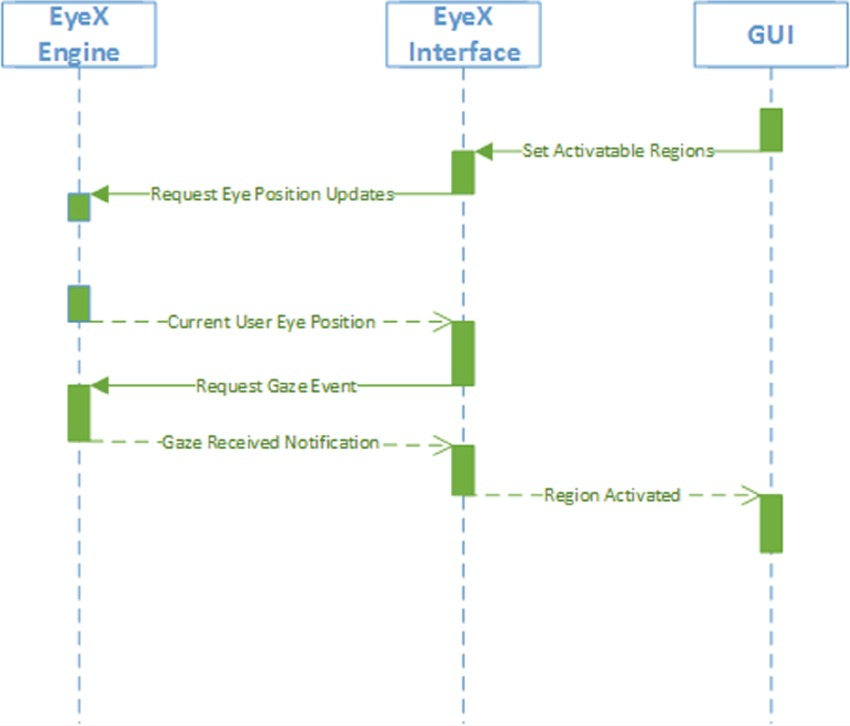 EyeX
Engine
EyeX
Interface
GUI
Set Activatable Regions
Request Eye Position Updates
Current User Eye Position
Request Gaze Event
Gaze Received Notification
Region Activated